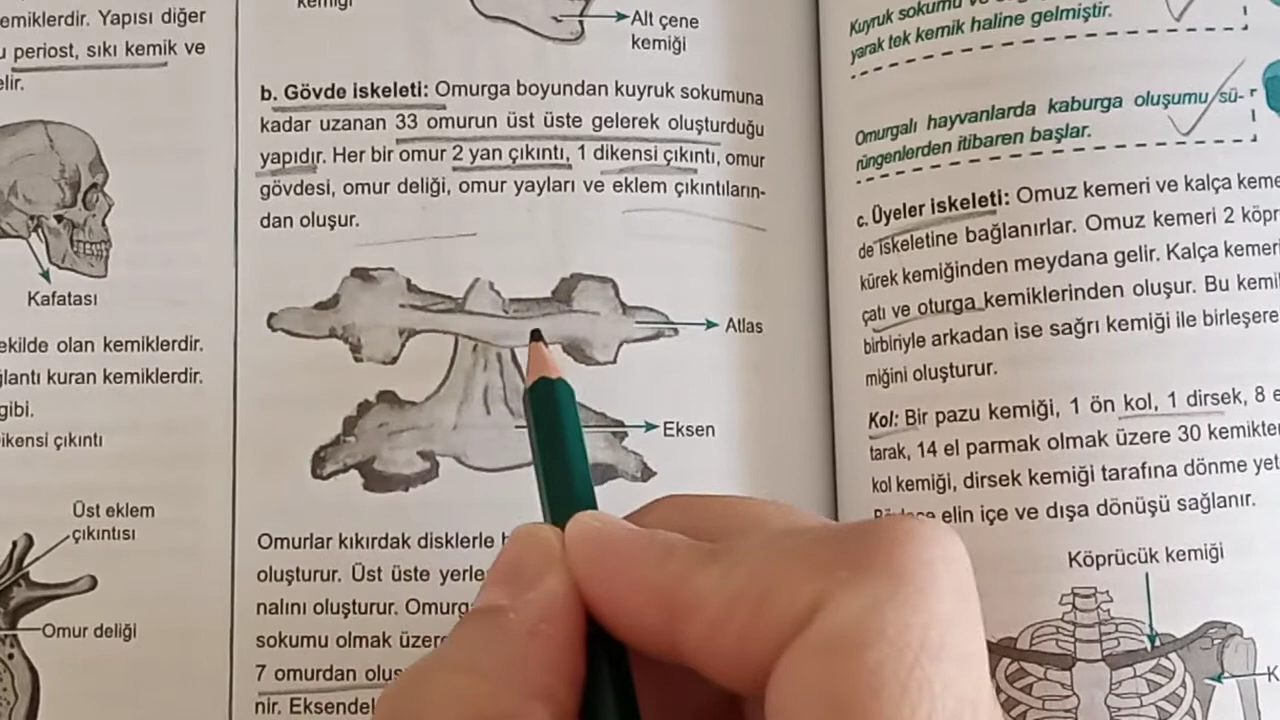 emiklerdir. Yapısı diğer
periost, sıkı kemik ve
elir.
Kafatası
ekilde olan kemiklerdir.
ğlantı kuran kemiklerdir.
gibi.
ikensi çıkıntı
Üst eklem
çıkıntısı
Omur deliği
kemiği
Alt çene
kemiği
b. Gövde iskeleti: Omurga boyundan kuyruk sokumuna
kadar uzanan 33 omurun üst üste gelerek oluşturduğu
yapıdır. Her bir omur 2 yan çıkıntı, 1 dikensi çıkıntı, omur
gövdesi, omur deliği, omur yayları ve eklem çıkıntıların-
dan oluşur.
Atlas
Eksen
Omurlar kıkırdak disklerle
oluşturur. Üst üste yerle
nalını oluşturur. Omurg
sokumu olmak üzer
7 omurdan oluş
nir. Eksendel
Kuyruk sokumu
yarak tek kemik haline gelmiştir.
Omurgalı hayvanlarda kaburga oluşumu sü-
rüngenlerden itibaren başlar.
c. Üyeler iskeleti: Omuz kemeri ve kalça keme
de iskeletine bağlanırlar. Omuz kemeri 2 köpr
kürek kemiğinden meydana gelir. Kalça kemeri
çatı ve oturga kemiklerinden oluşur. Bu kemi
birbiriyle arkadan ise sağrı kemiği ile birleşere
miğini oluşturur.
Kol: Bir pazu kemiği, 1 ön kol, 1 dirsek, 8 e
tarak, 14 el parmak olmak üzere 30 kemikte
kol kemiği, dirsek kemiği tarafına dönme yet
elin içe ve dışa dönüşü sağlanır.
Köprücük kemiği
K